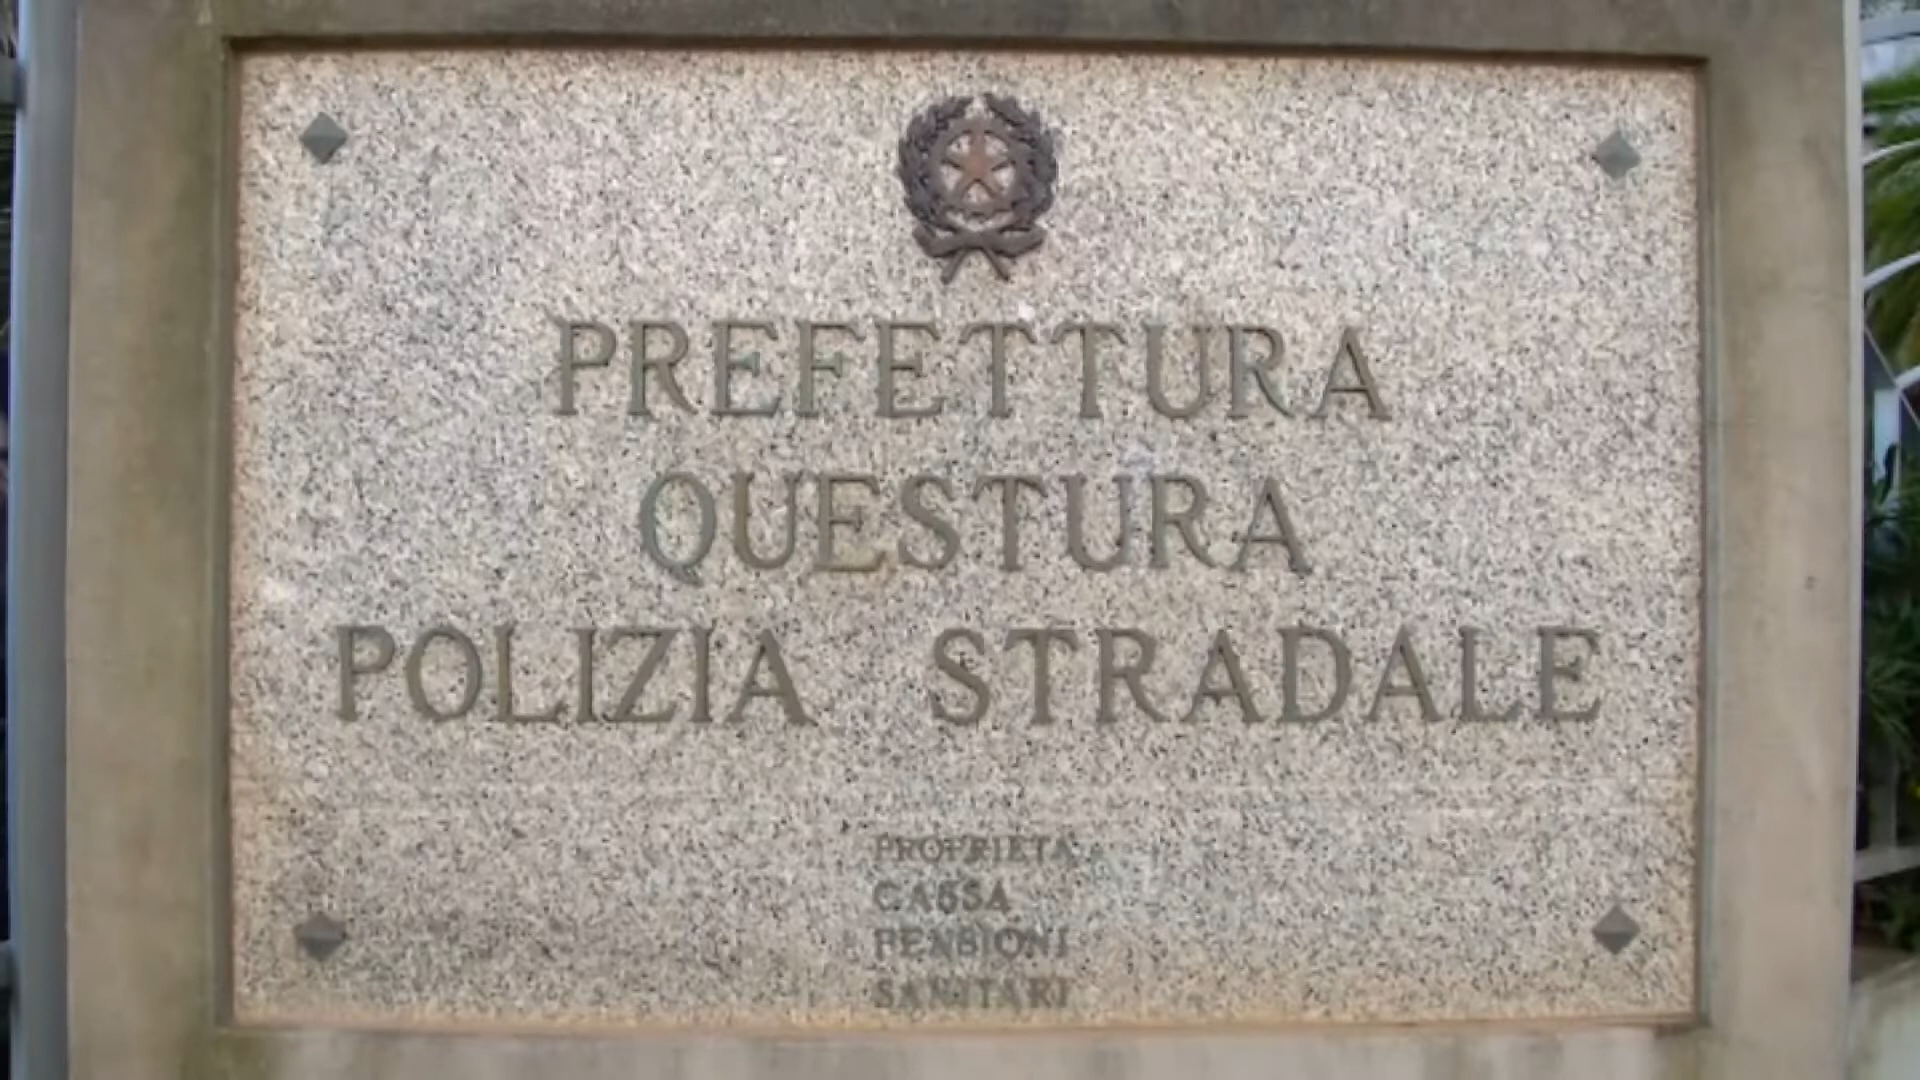 PREFETTURA
QUESTURA
POLIZIA STRADALE
PROPRIETA
CASSA
PENSIONI
SANITARI